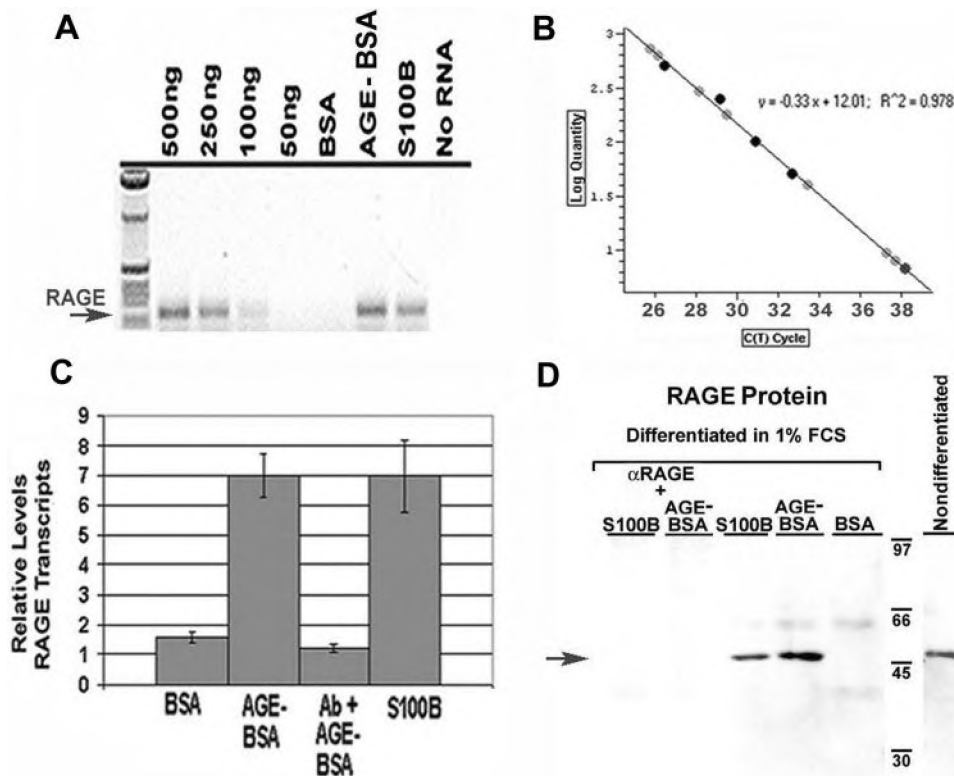 A
500ng
250ng
100ng
50ng
BSA
AGE-BSA
S100B
No RNA
RAGE
B
3
2.5
2
1.5
1
Log Quantity
y = -0.33 x + 12.01; R^2 = 0.978
26 28 30 32 34 36 38
C(T) Cycle
C
Relative Levels
RAGE Transcripts
9
8
7
6
5
4
3
2
1
0
BSA
AGE-
BSA
Ab +
AGE-
BSA
S100B
D
RAGE Protein
Differentiated in 1% FCS
αRAGE
+
S100B
AGE-
BSA
S100B
AGE-
BSA
BSA
97
66
45
30
Nondifferentiated